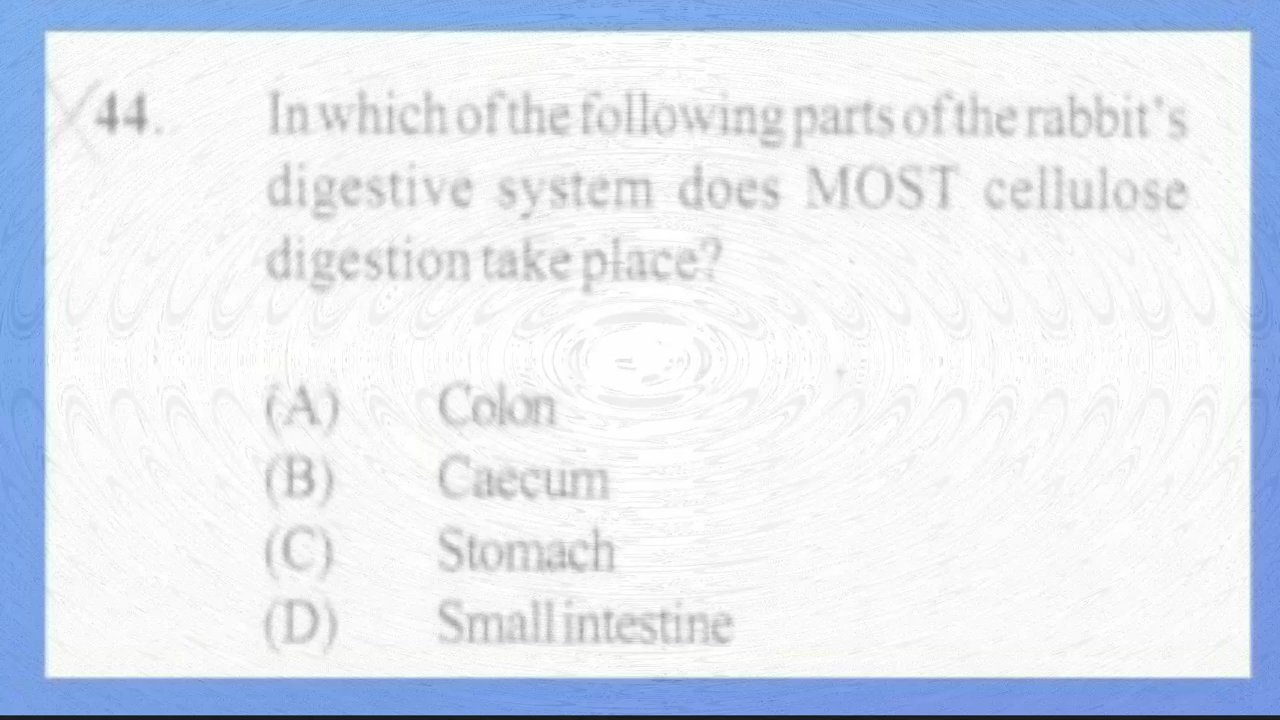 44. In which of the following parts of the rabbit's
digestive system does MOST cellulose
digestion take place?
(A) Colon
(B) Caecum
(C) Stomach
(D) Small intestine